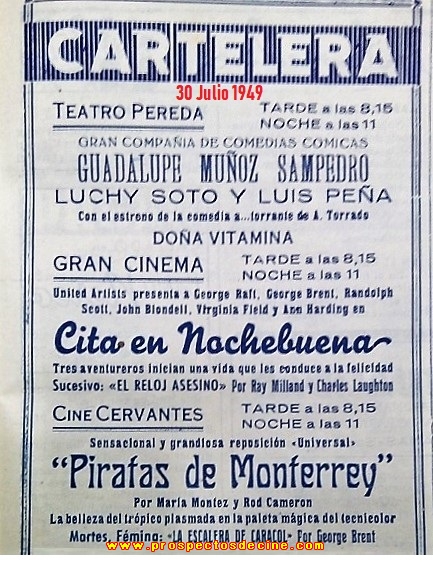 CARTELERA
30 Julio 1949
TEATRO PEREDA TARDE a las 8,15
NOCHE a las 11
GRAN COMPAÑIA DE COMEDIAS COMICAS
GUADALUPE MUÑOZ SAMPEDRO
LUCHY SOTO Y LUIS PEÑA
Con el estreno de la comedia a...torrante de A. Torrado
DOÑA VITAMINA
GRAN CINEMA TARDE a las 8,15
NOCHE a las 11
United Artists presenta a George Raft, George Brent, Randolph
Scott, John Blondell, Virginia Field y Ann Harding en
Cita en Nochebuena
Tres aventureros inician una vida que les conduce a la felicidad
Sucesivo: «EL RELOJ ASESINO» Por Ray Milland y Charles Laughton
CINE CERVANTES TARDE a las 8,15
NOCHE a las 11
Sensacional y grandiosa reposición «Universal»
"Piratas de Monterrey"
Por María Montez y Rod Cameron
La belleza del trópico plasmada en la paleta mágica del tecnicolor
Mortes, Fémina: «LA ESCALERA DE CARACOL» Por George Brent
www.prospectosdecine.com